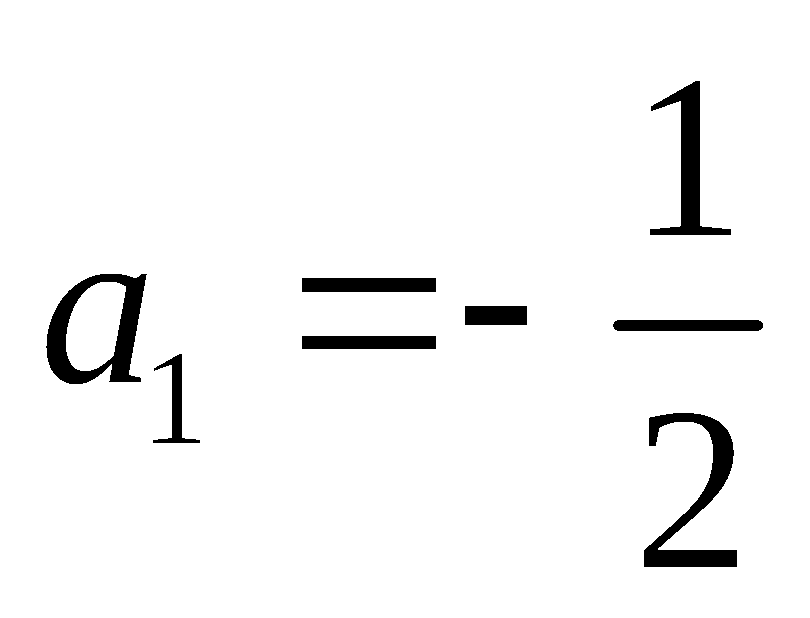 a₁ = - 1/2